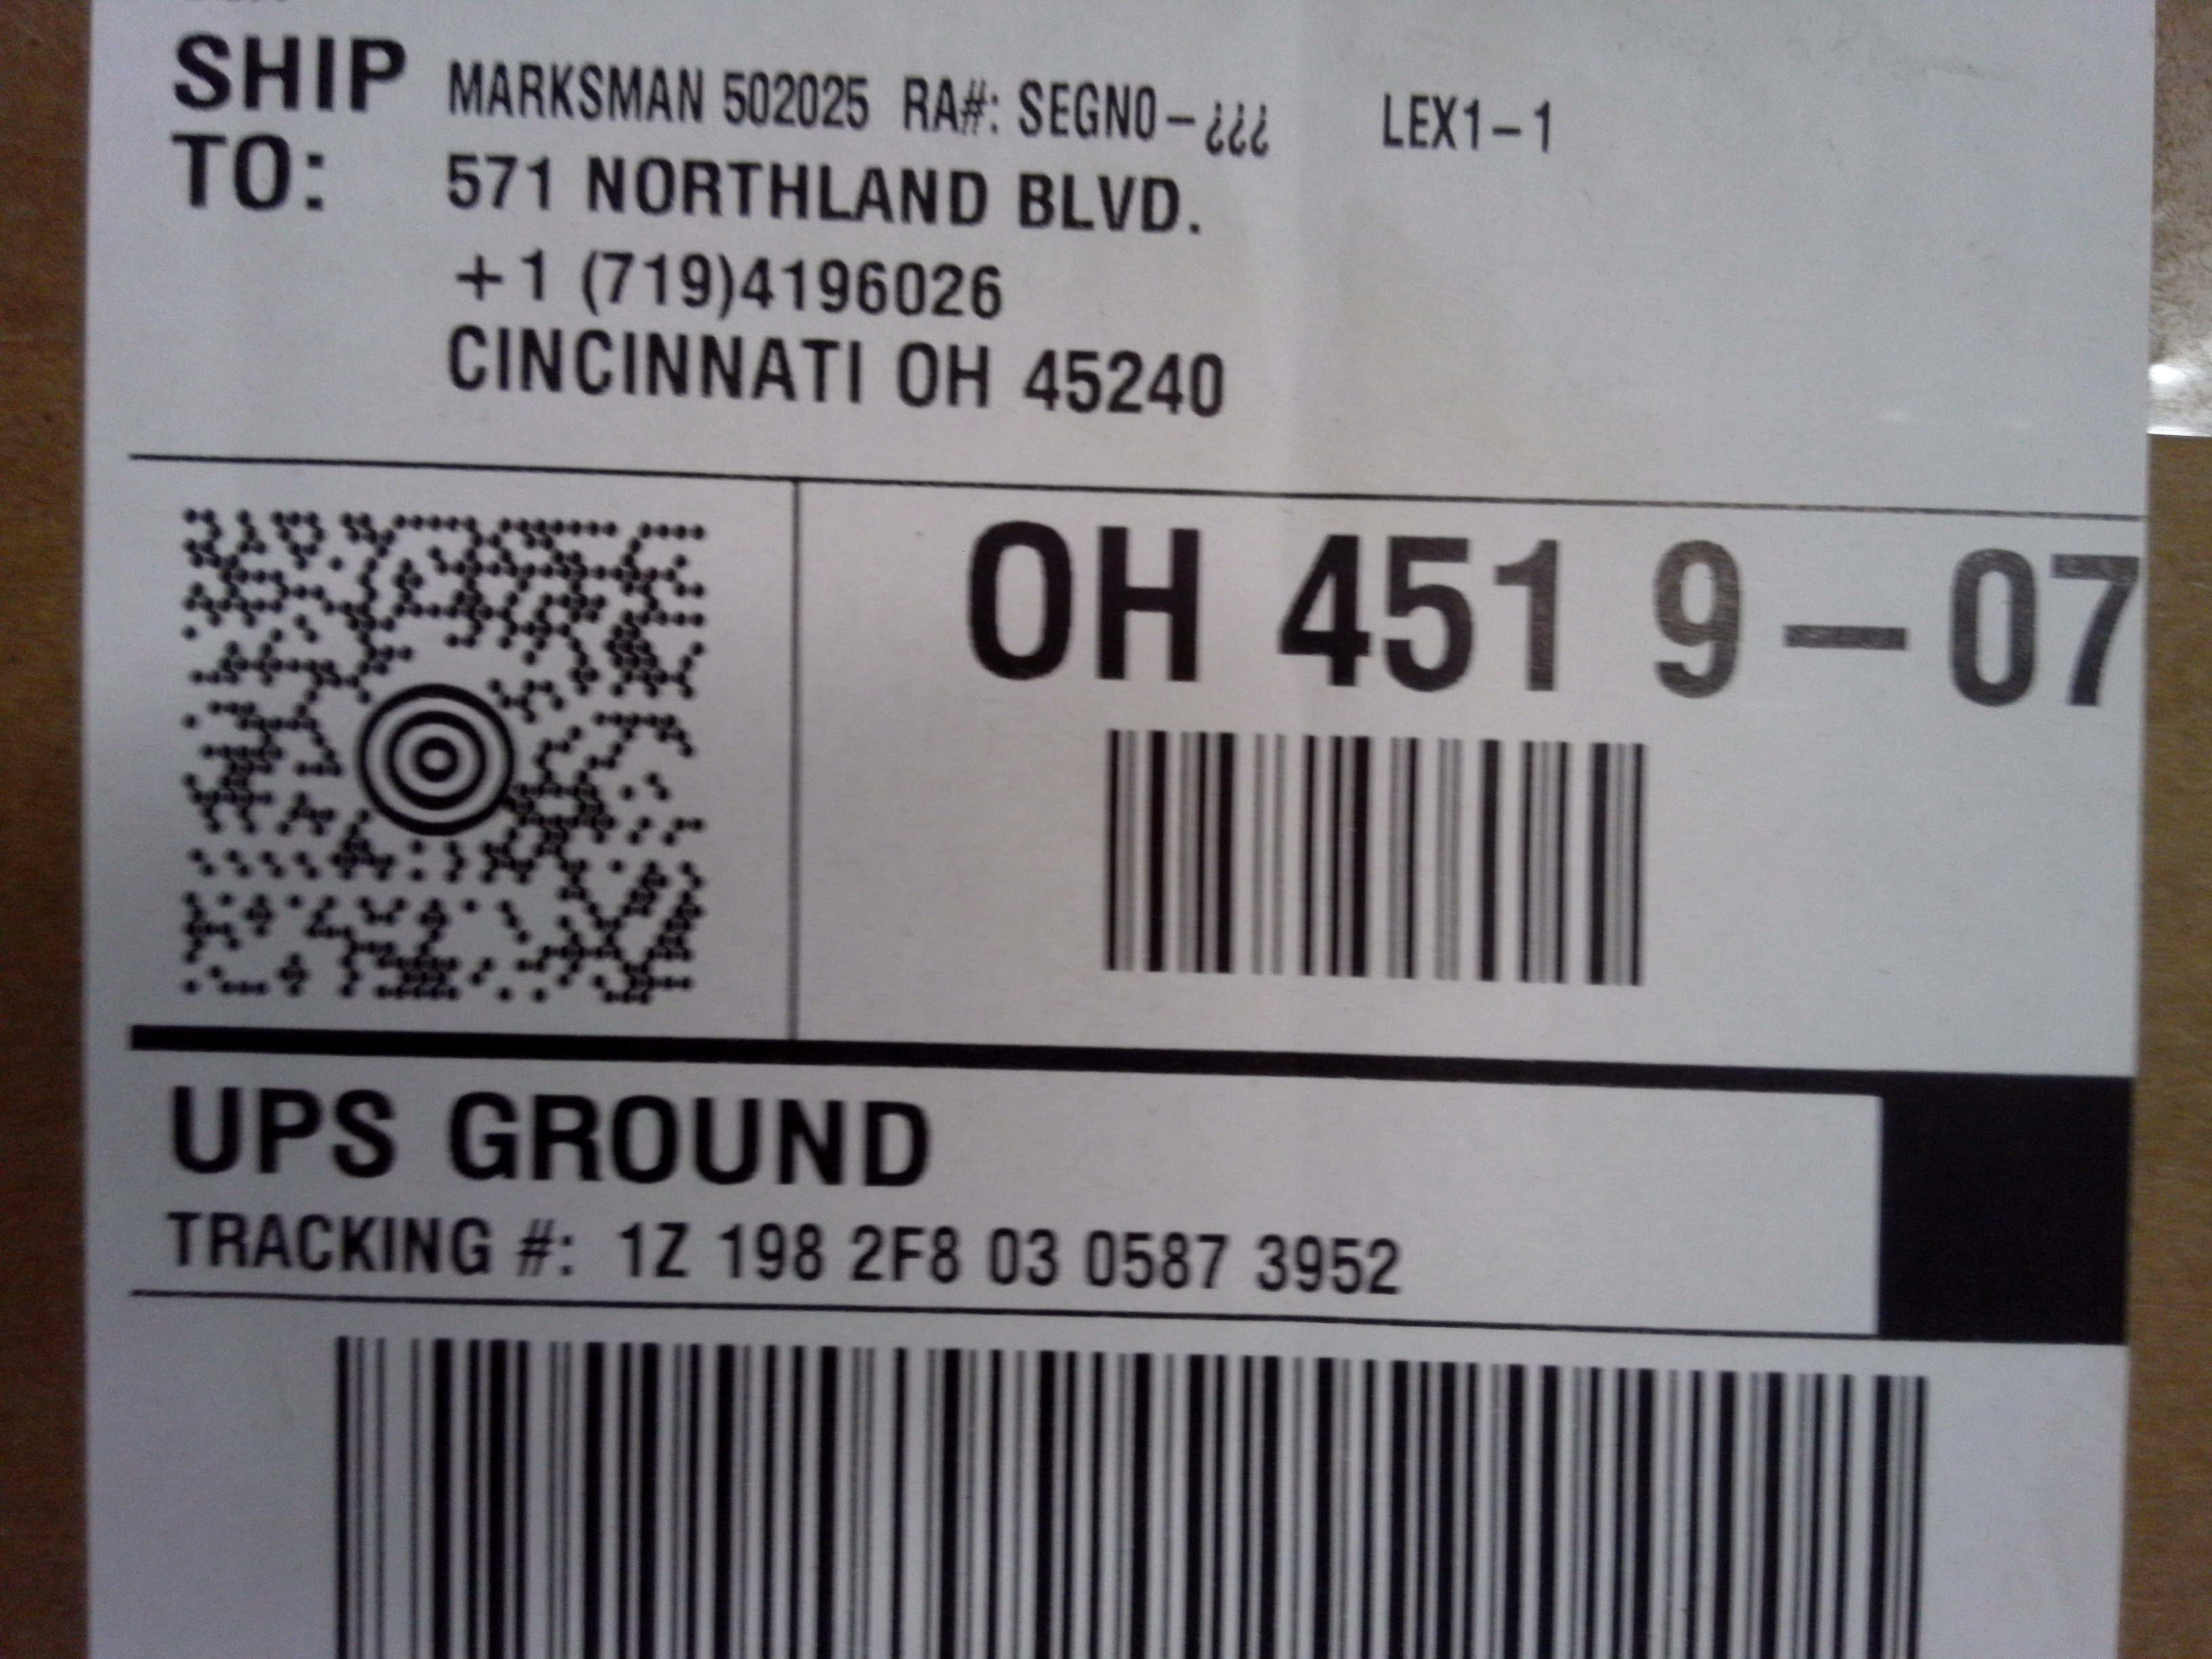 SHIP TO:
MARKSMAN 502025 RA#: SEGN0-¿¿¿ LEX1-1
571 NORTHLAND BLVD.
+1 (719)4196026
CINCINNATI OH 45240
OH 451 9-07
UPS GROUND
TRACKING #: 1Z 198 2F8 03 0587 3952